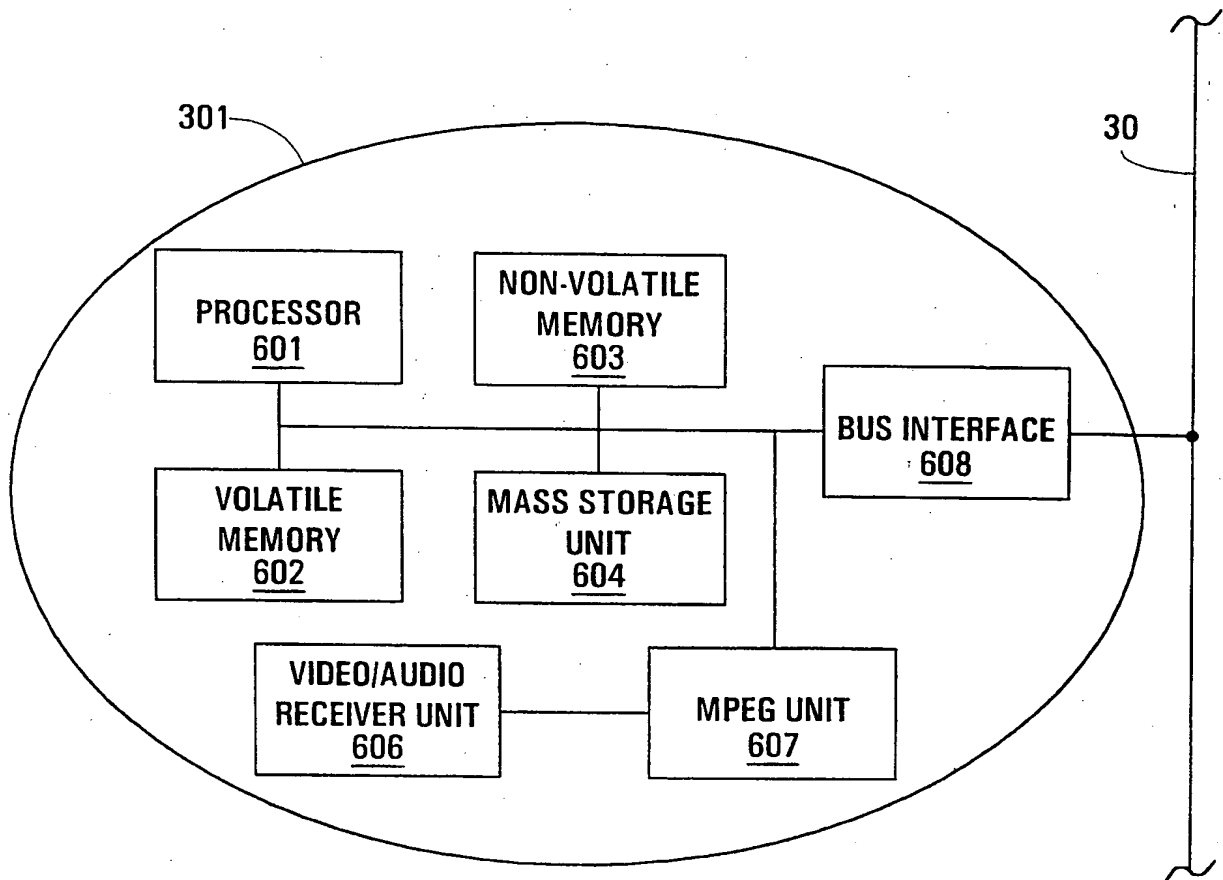 301
30
PROCESSOR
601
NON-VOLATILE
MEMORY
603
BUS INTERFACE
608
VOLATILE
MEMORY
602
MASS STORAGE
UNIT
604
VIDEO/AUDIO
RECEIVER UNIT
606
MPEG UNIT
607